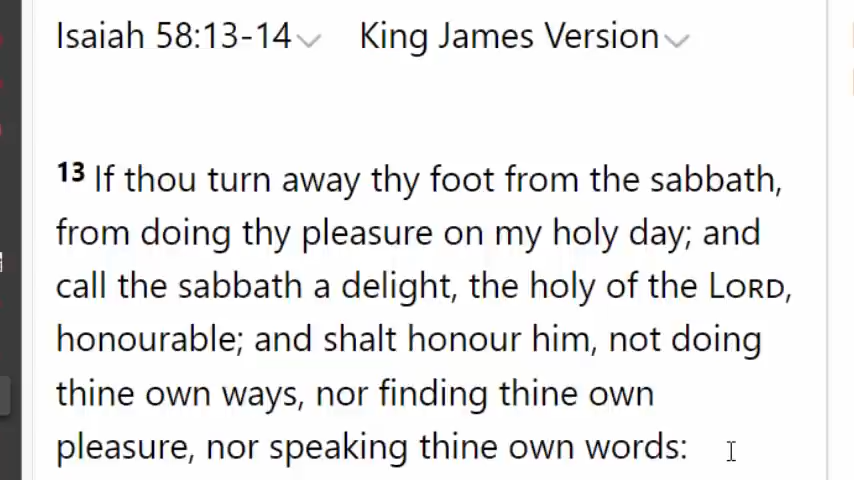 Isaiah 58:13-14 King James Version
13 If thou turn away thy foot from the sabbath,
from doing thy pleasure on my holy day; and
call the sabbath a delight, the holy of the LORD,
honourable; and shalt honour him, not doing
thine own ways, nor finding thine own
pleasure, nor speaking thine own words: